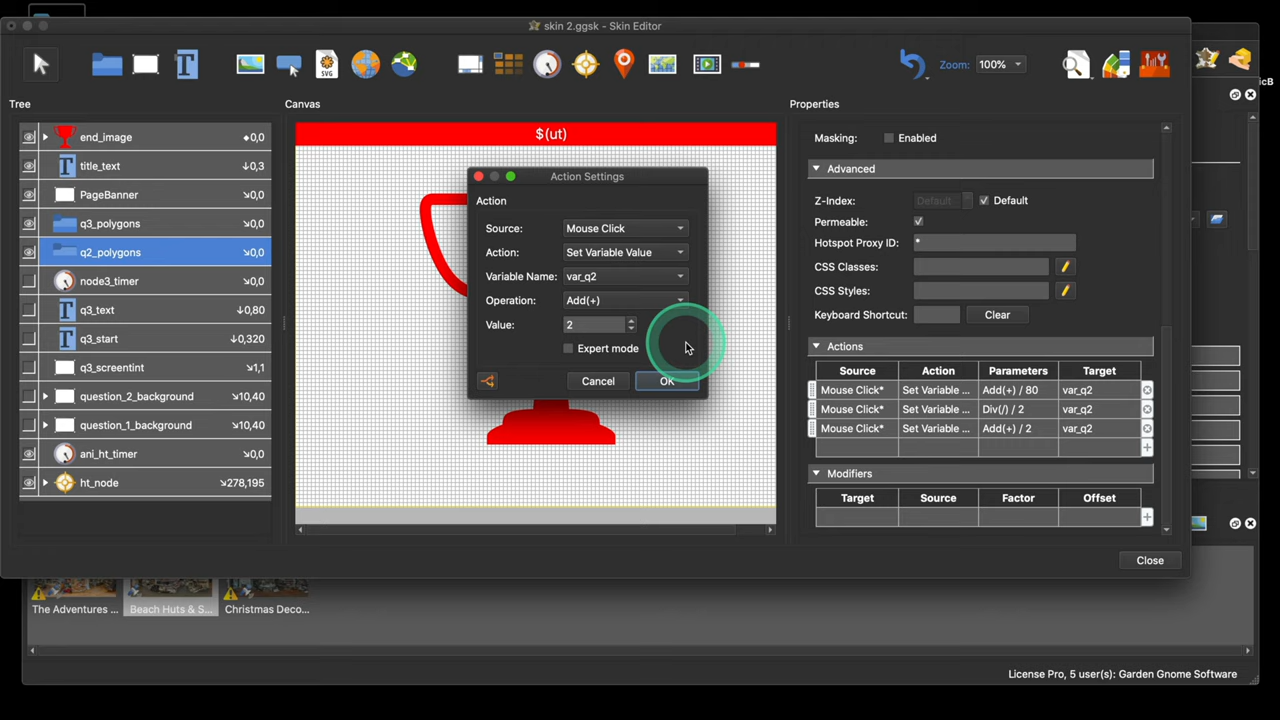 skin 2.ggsk - Skin Editor
T
SVG
Zoom:
100%
icB
Tree
Canvas
Properties
end_image
0,0
title_text
0,3
PageBanner
0,0
q3_polygons
0,0
q2_polygons
0,0
node3_timer
0,0
q3_text
0,80
q3_start
0,320
q3_screentint
1,1
question_2_background
10,40
question_1_background
10,40
ani_ht_timer
0,0
ht_node
278,195
$(ut)
Action Settings
Action
Source:
Mouse Click
Action:
Set Variable Value
Variable Name:
var_q2
Operation:
Add(+)
Value:
2
Expert mode
Cancel
OK
Masking:
Enabled
Advanced
Z-Index:
Default
Default
Permeable:
Hotspot Proxy ID:
*
CSS Classes:
CSS Styles:
Keyboard Shortcut:
Clear
Actions
Source Action Parameters Target
Mouse Click* Set Variable ... Add(+) / 80 var_q2
Mouse Click* Set Variable ... Div(/) / 2 var_q2
Mouse Click* Set Variable ... Add(+) / 2 var_q2
Modifiers
Target Source Factor Offset
Close
The Adventures ...
Beach Huts & S...
Christmas Deco...
License Pro, 5 user(s): Garden Gnome Software